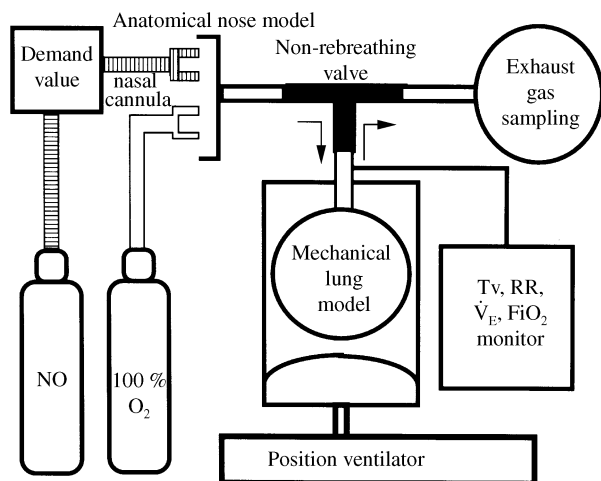 Anatomical nose model
Demand
value
nasal
cannula
Non-rebreathing
valve
Exhaust
gas
sampling
Mechanical
lung
model
Tv, RR,
V̇E, FiO2
monitor
NO
100 %
O2
Position ventilator